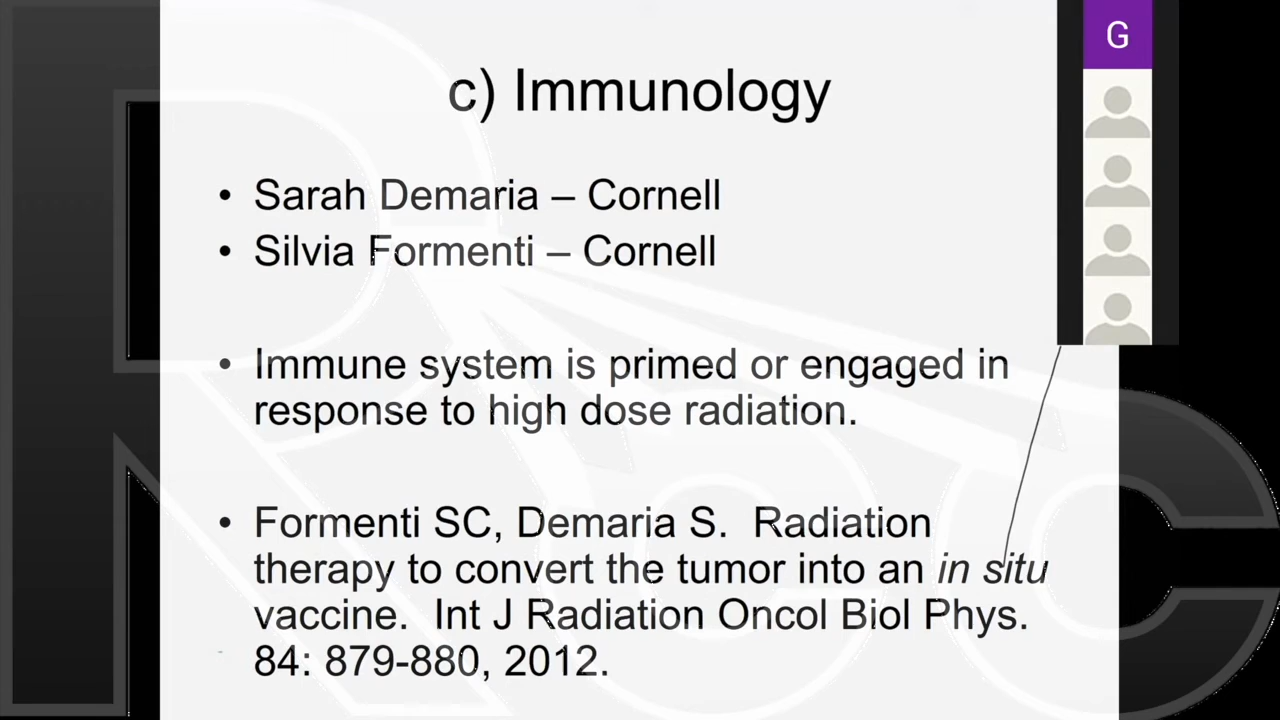 G
c) Immunology
• Sarah Demaria – Cornell
• Silvia Formenti – Cornell
• Immune system is primed or engaged in
response to high dose radiation.
• Formenti SC, Demaria S.  Radiation
therapy to convert the tumor into an in situ
vaccine.  Int J Radiation Oncol Biol Phys.
84: 879-880, 2012.